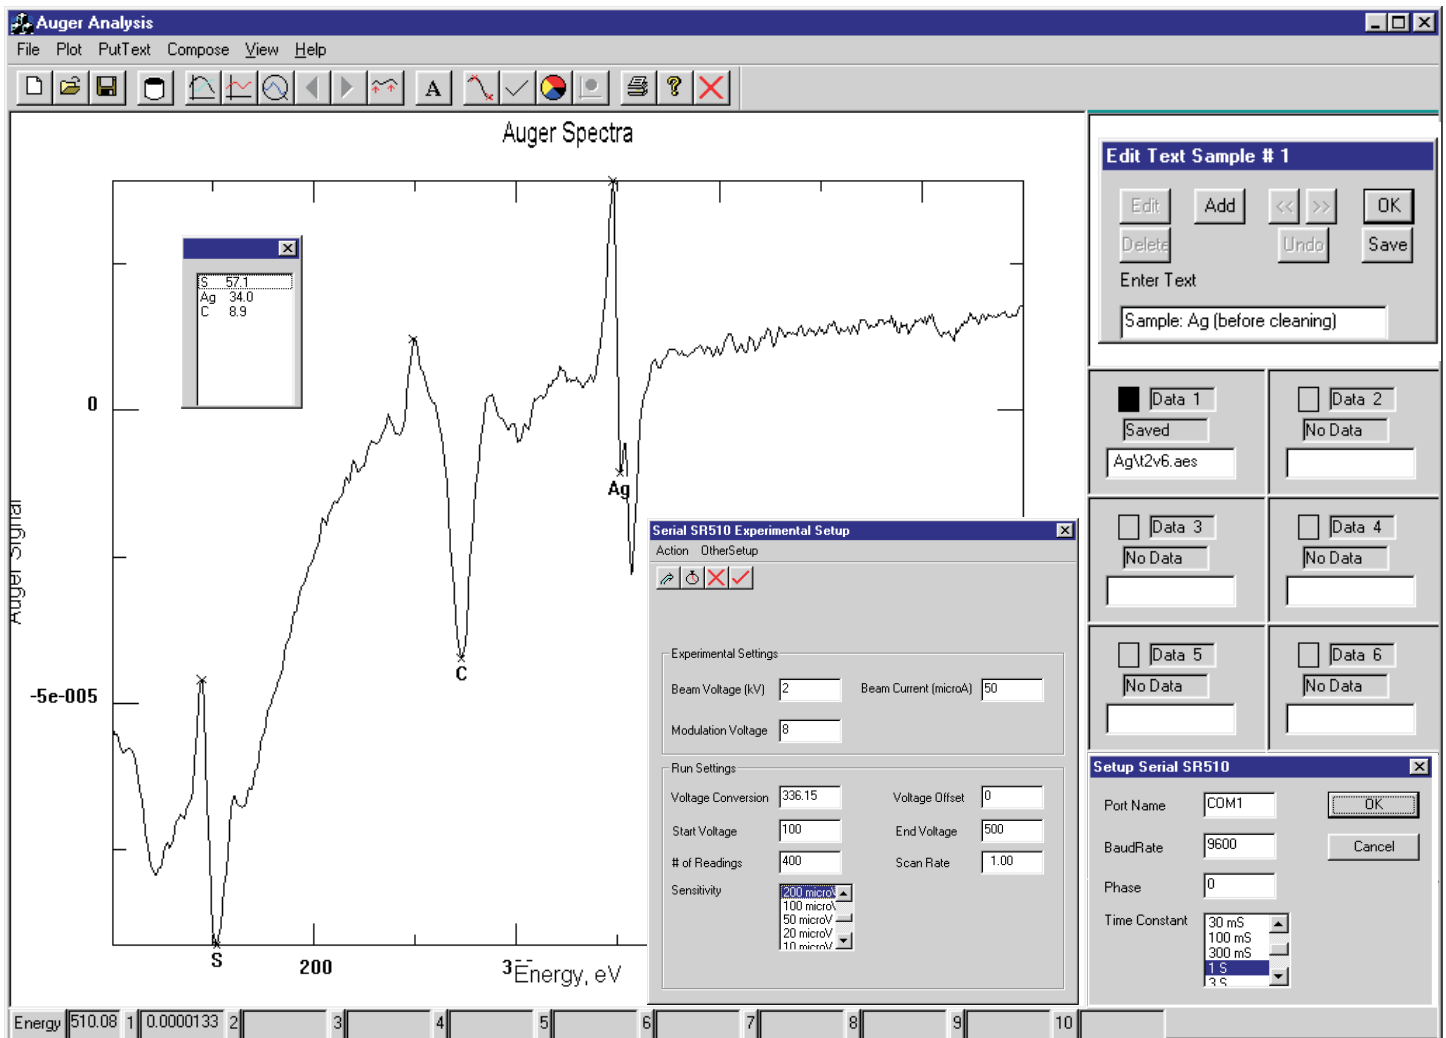 Auger Analysis
File Plot PutText Compose View Help
A
Auger Spectra
S 57.1
Ag 34.0
C 8.9
0
-5e-005
Auger Signal
Ag
C
S
200
Energy, eV
Edit Text Sample # 1
Edit Add << >> OK
Delete Undo Save
Enter Text
Sample: Ag (before cleaning)
Data 1
Saved
Ag\t2v6.aes
Data 2
No Data
Data 3
No Data
Data 4
No Data
Data 5
No Data
Data 6
No Data
Serial SR510 Experimental Setup
Action OtherSetup
Experimental Settings
Beam Voltage (kV) 2 Beam Current (microA) 50
Modulation Voltage 8
Run Settings
Voltage Conversion 336.15 Voltage Offset 0
Start Voltage 100 End Voltage 500
# of Readings 400 Scan Rate 1.00
Sensitivity
200 microV
100 microV
50 microV
20 microV
10 microV
Setup Serial SR510
Port Name COM1 OK
BaudRate 9600 Cancel
Phase 0
Time Constant
30 mS
100 mS
300 mS
1 S
3 S
Energy 510.08 1 0.0000133 2 3 4 5 6 7 8 9 10